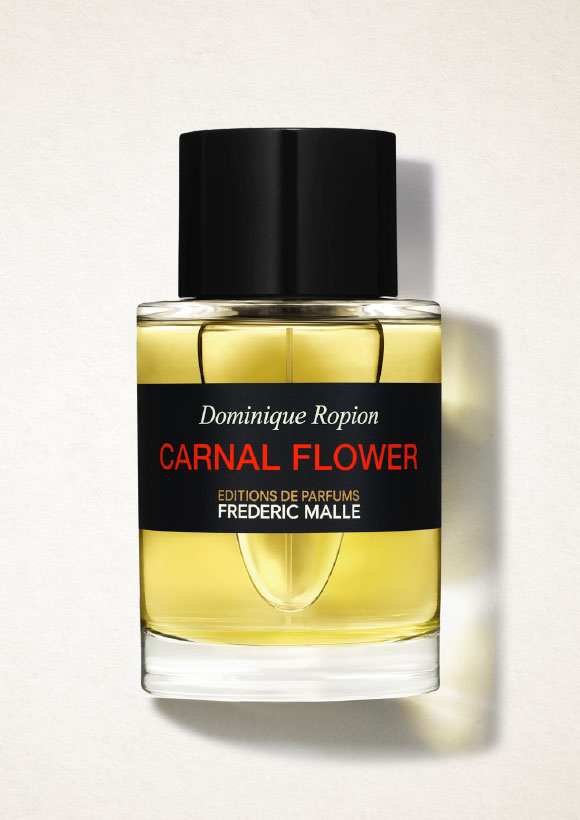 Dominique Ropion
CARNAL FLOWER
EDITIONS DE PARFUMS
FREDERIC MALLE